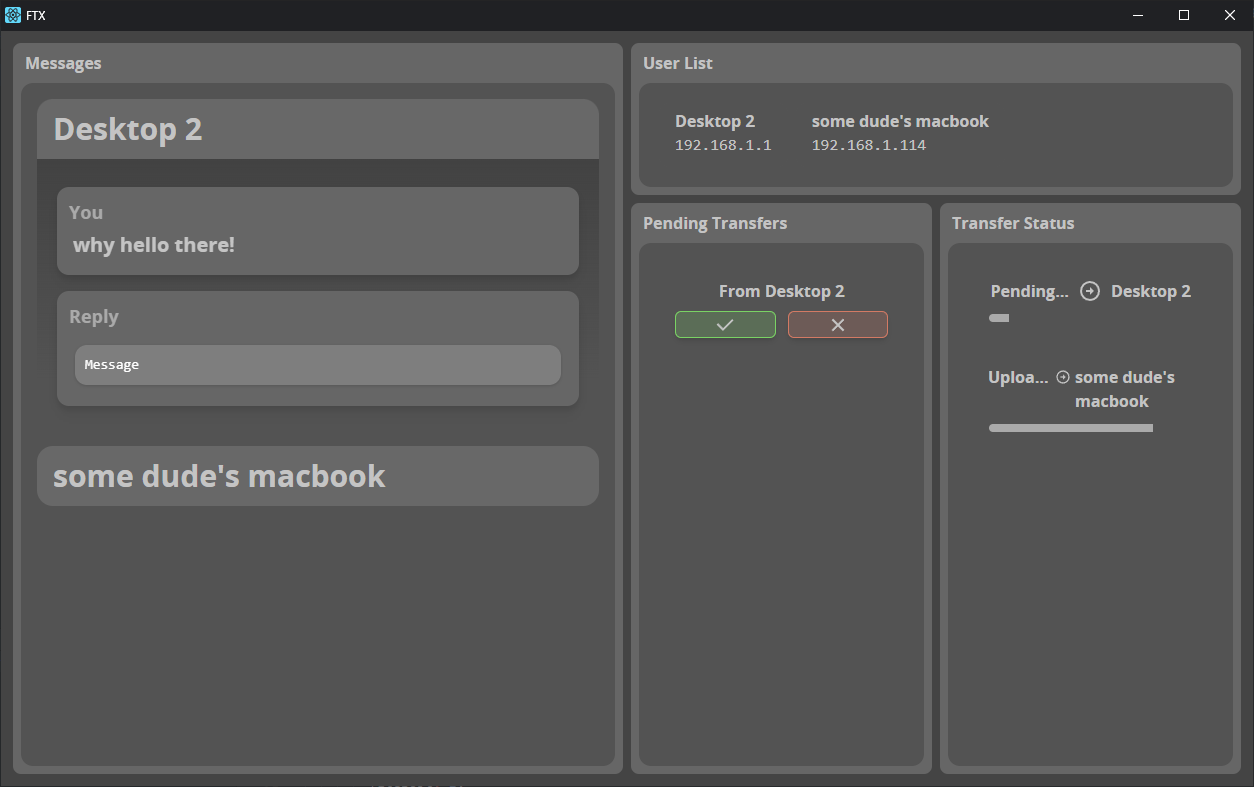 FTX
Messages
Desktop 2
You
why hello there!
Reply
Message
some dude's macbook
User List
Desktop 2
192.168.1.1
some dude's macbook
192.168.1.114
Pending Transfers
From Desktop 2
Transfer Status
Pending... Desktop 2
Uploa... some dude's
macbook